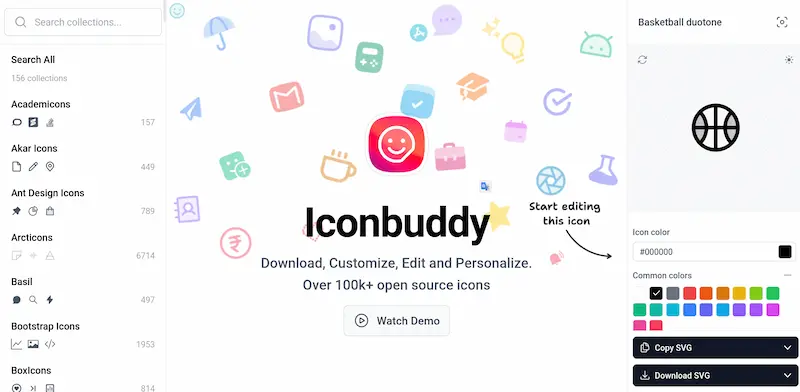 Search collections...
Search All
156 collections
Academicons
157
Akar Icons
449
Ant Design Icons
789
Arcticons
6714
Basil
497
Bootstrap Icons
1953
BoxIcons
814
Iconbuddy
Download, Customize, Edit and Personalize.
Over 100k+ open source icons
Watch Demo
Start editing
this icon
Basketball duotone
Icon color
#000000
Common colors
Copy SVG
Download SVG